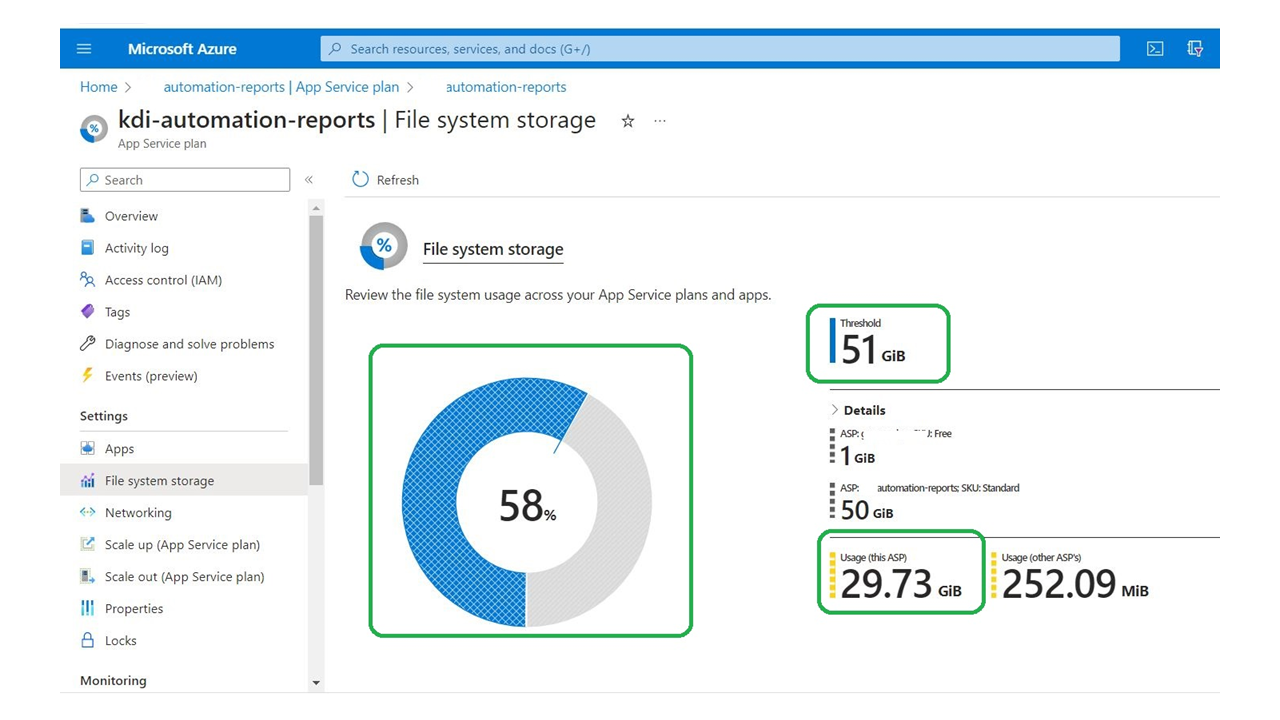 Microsoft Azure
Search resources, services, and docs (G+/)
Home > automation-reports | App Service plan > automation-reports
kdi-automation-reports | File system storage ☆ ...
App Service plan
Search «
Refresh
Overview
Activity log
Access control (IAM)
Tags
Diagnose and solve problems
Events (preview)
Settings
Apps
File system storage
Networking
Scale up (App Service plan)
Scale out (App Service plan)
Properties
Locks
Monitoring
%
File system storage
Review the file system usage across your App Service plans and apps.
58%
Threshold
51 GiB
> Details
ASP: : Free
1 GiB
ASP: automation-reports; SKU: Standard
50 GiB
Usage (this ASP)
29.73 GiB
Usage (other ASP's)
252.09 MiB